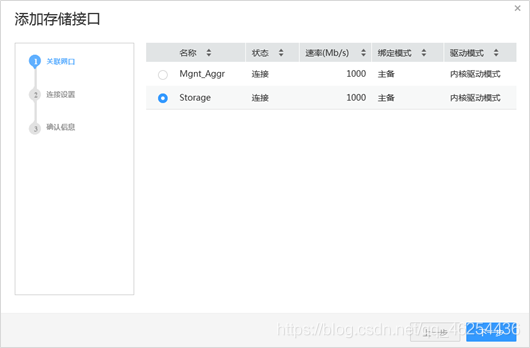 添加存储接口
1 关联网口
2 连接设置
3 确认信息
名称 状态 速率(Mb/s) 绑定模式 驱动模式
Mgnt_Aggr 连接 1000 主备 内核驱动模式
Storage 连接 1000 主备 内核驱动模式
上一步 下一步
https://blog.csdn.net/qq_46254436